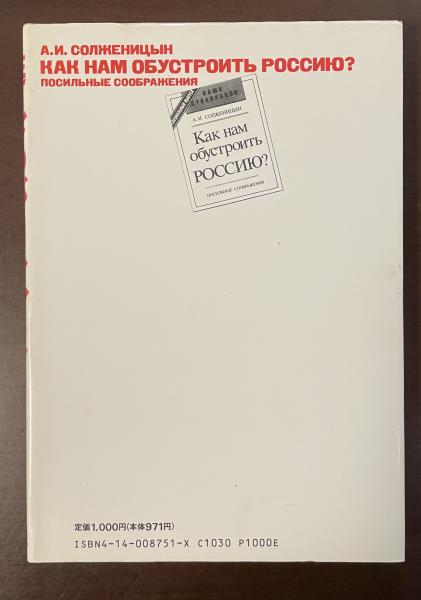 А.И. СОЛЖЕНИЦЫН
КАК НАМ ОБУСТРОИТЬ РОССИЮ?
ПОСИЛЬНЫЕ СООБРАЖЕНИЯ
А. И. СОЛЖЕНИЦЫН
Как нам
обустроить
РОССИЮ?
ПОСИЛЬНЫЕ СООБРАЖЕНИЯ
定価1,000円(本体971円)
ISBN4-14-008751-X C1030 P1000E